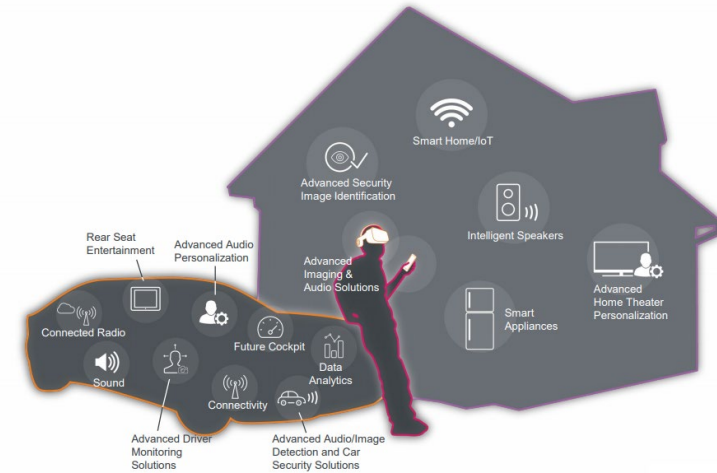 Smart Home/IoT
Advanced Security
Image Identification
Intelligent Speakers
Rear Seat
Entertainment
Advanced Audio
Personalization
Advanced
Imaging &
Audio Solutions
Advanced
Home Theater
Personalization
Smart
Appliances
Connected Radio
Future Cockpit
Data
Analytics
Sound
Connectivity
Advanced Driver
Monitoring
Solutions
Advanced Audio/Image
Detection and Car
Security Solutions